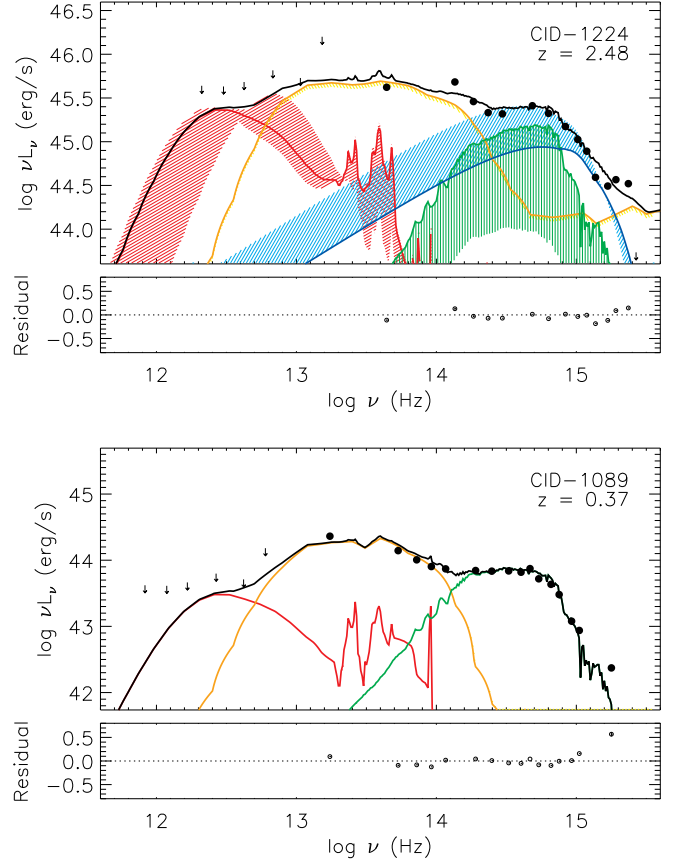 CID−1224
z = 2.48
46.5
46.0
45.5
45.0
44.5
44.0
log νLν (erg/s)
0.5
0.0
−0.5
Residual
12 13 14 15
log ν (Hz)
CID−1089
z = 0.37
45
44
43
42
log νLν (erg/s)
0.5
0.0
−0.5
Residual
12 13 14 15
log ν (Hz)